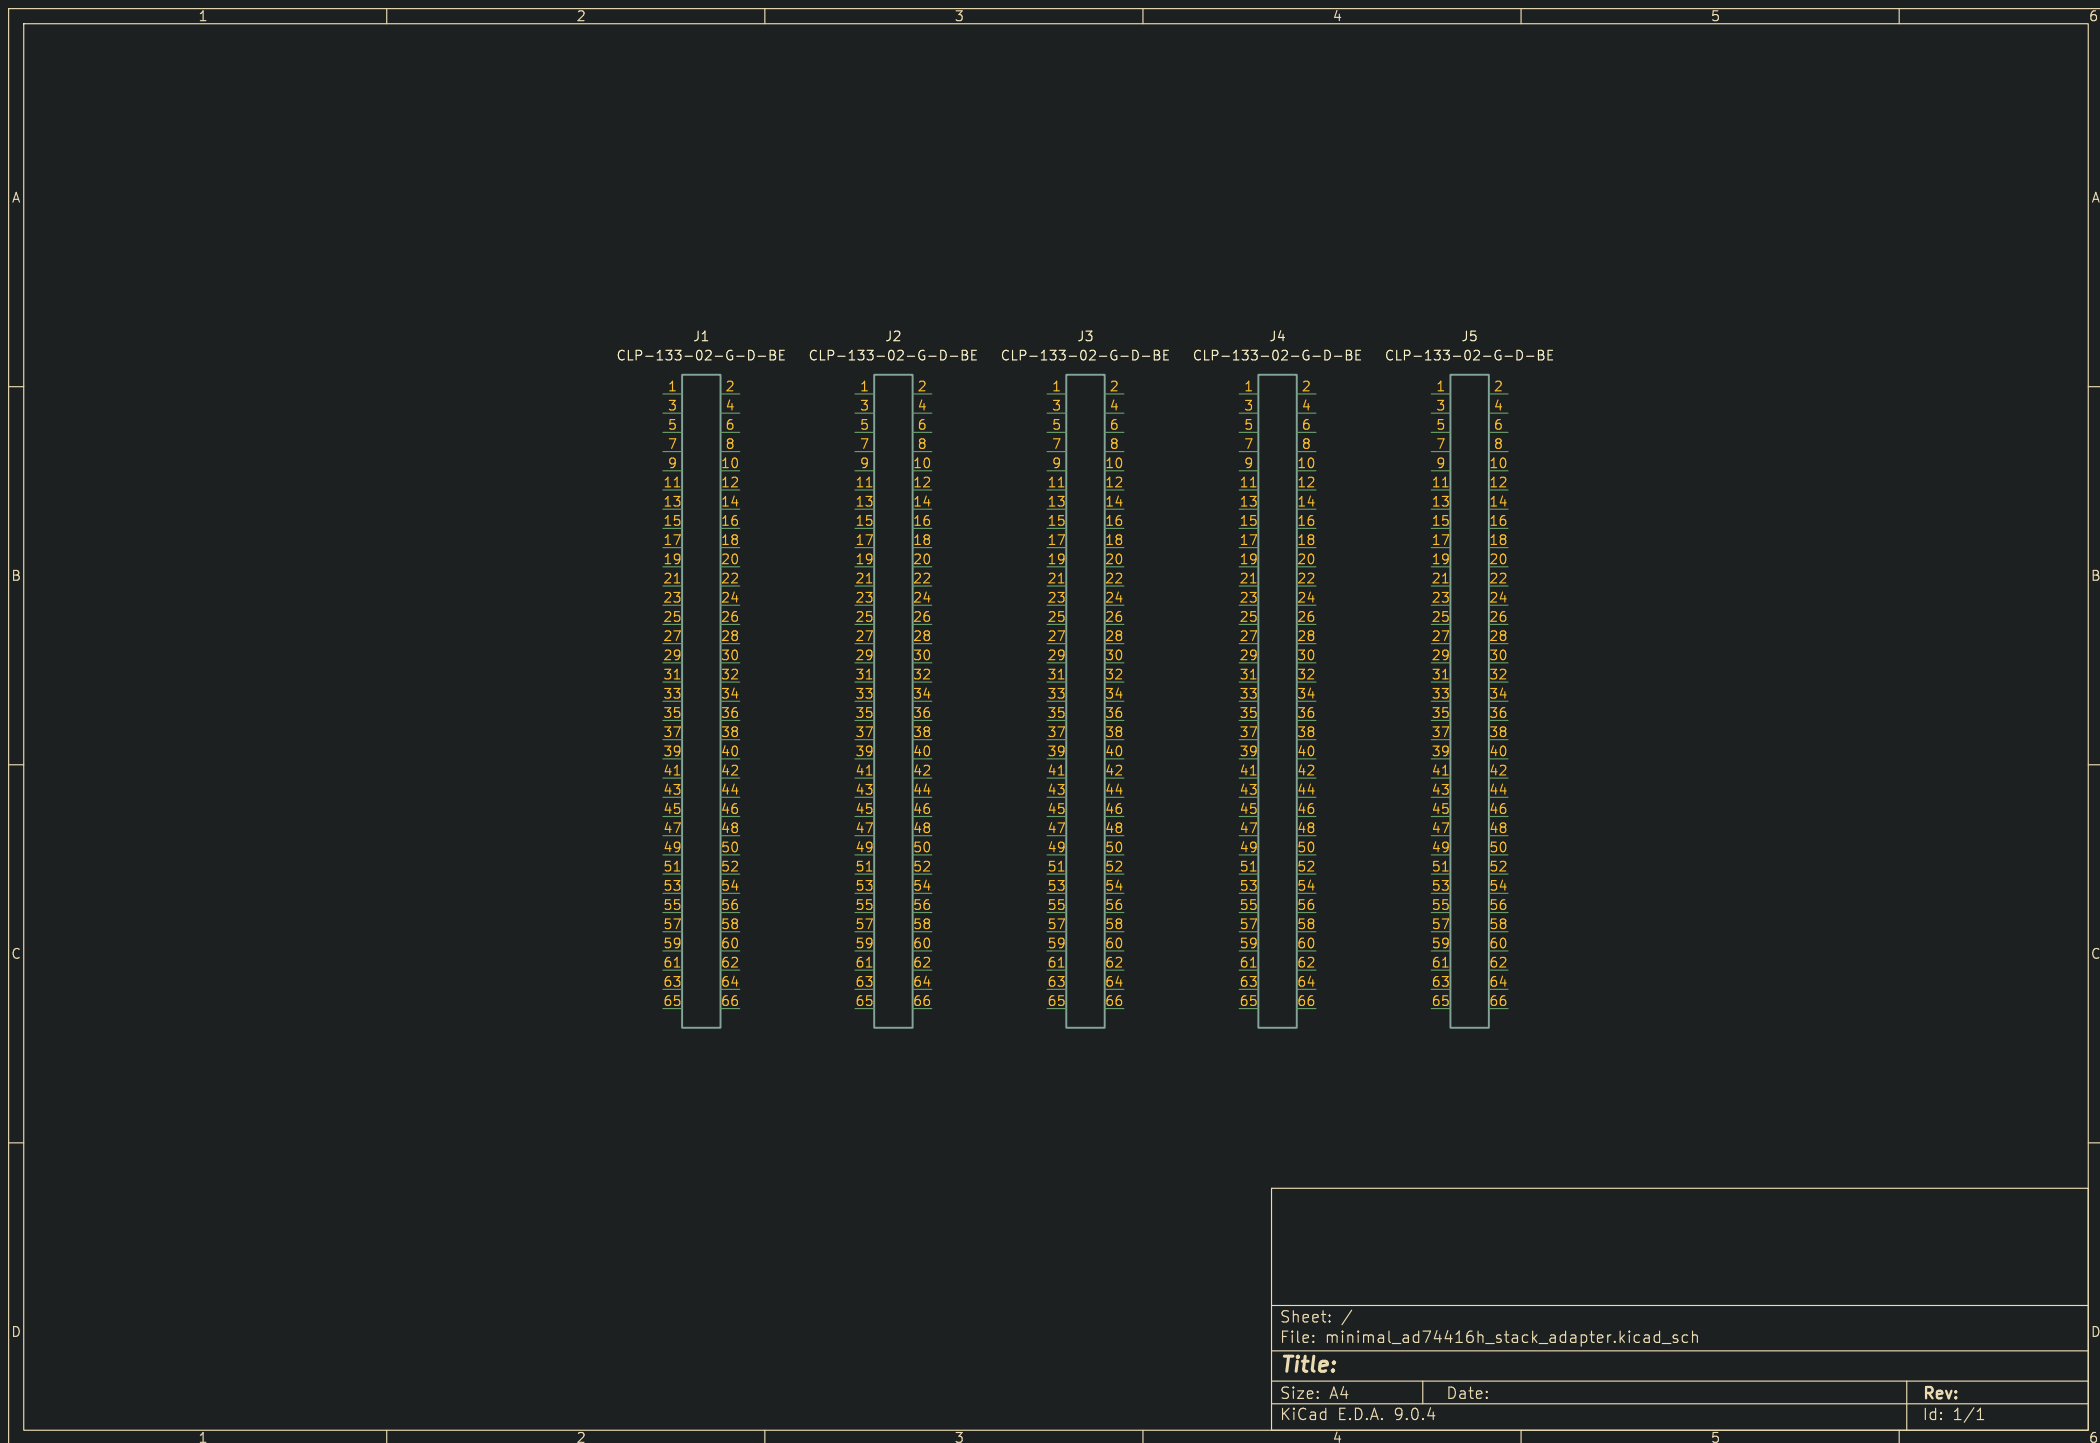 1 2 3 4 5 6
A A
J1 J2 J3 J4 J5
CLP-133-02-G-D-BE CLP-133-02-G-D-BE CLP-133-02-G-D-BE CLP-133-02-G-D-BE CLP-133-02-G-D-BE
1 2 1 2 1 2 1 2 1 2
3 4 3 4 3 4 3 4 3 4
5 6 5 6 5 6 5 6 5 6
7 8 7 8 7 8 7 8 7 8
9 10 9 10 9 10 9 10 9 10
11 12 11 12 11 12 11 12 11 12
13 14 13 14 13 14 13 14 13 14
15 16 15 16 15 16 15 16 15 16
17 18 17 18 17 18 17 18 17 18
19 20 19 20 19 20 19 20 19 20
B 21 22 21 22 21 22 21 22 21 22 B
23 24 23 24 23 24 23 24 23 24
25 26 25 26 25 26 25 26 25 26
27 28 27 28 27 28 27 28 27 28
29 30 29 30 29 30 29 30 29 30
31 32 31 32 31 32 31 32 31 32
33 34 33 34 33 34 33 34 33 34
35 36 35 36 35 36 35 36 35 36
37 38 37 38 37 38 37 38 37 38
39 40 39 40 39 40 39 40 39 40
41 42 41 42 41 42 41 42 41 42
43 44 43 44 43 44 43 44 43 44
45 46 45 46 45 46 45 46 45 46
47 48 47 48 47 48 47 48 47 48
49 50 49 50 49 50 49 50 49 50
51 52 51 52 51 52 51 52 51 52
53 54 53 54 53 54 53 54 53 54
55 56 55 56 55 56 55 56 55 56
57 58 57 58 57 58 57 58 57 58
59 60 59 60 59 60 59 60 59 60
C C
61 62 61 62 61 62 61 62 61 62
63 64 63 64 63 64 63 64 63 64
65 66 65 66 65 66 65 66 65 66
Sheet: /
D D
File: minimal_ad74416h_stack_adapter.kicad_sch
Title:
Size: A4 Date: Rev:
KiCad E.D.A. 9.0.4 Id: 1/1
1 2 3 4 5 6